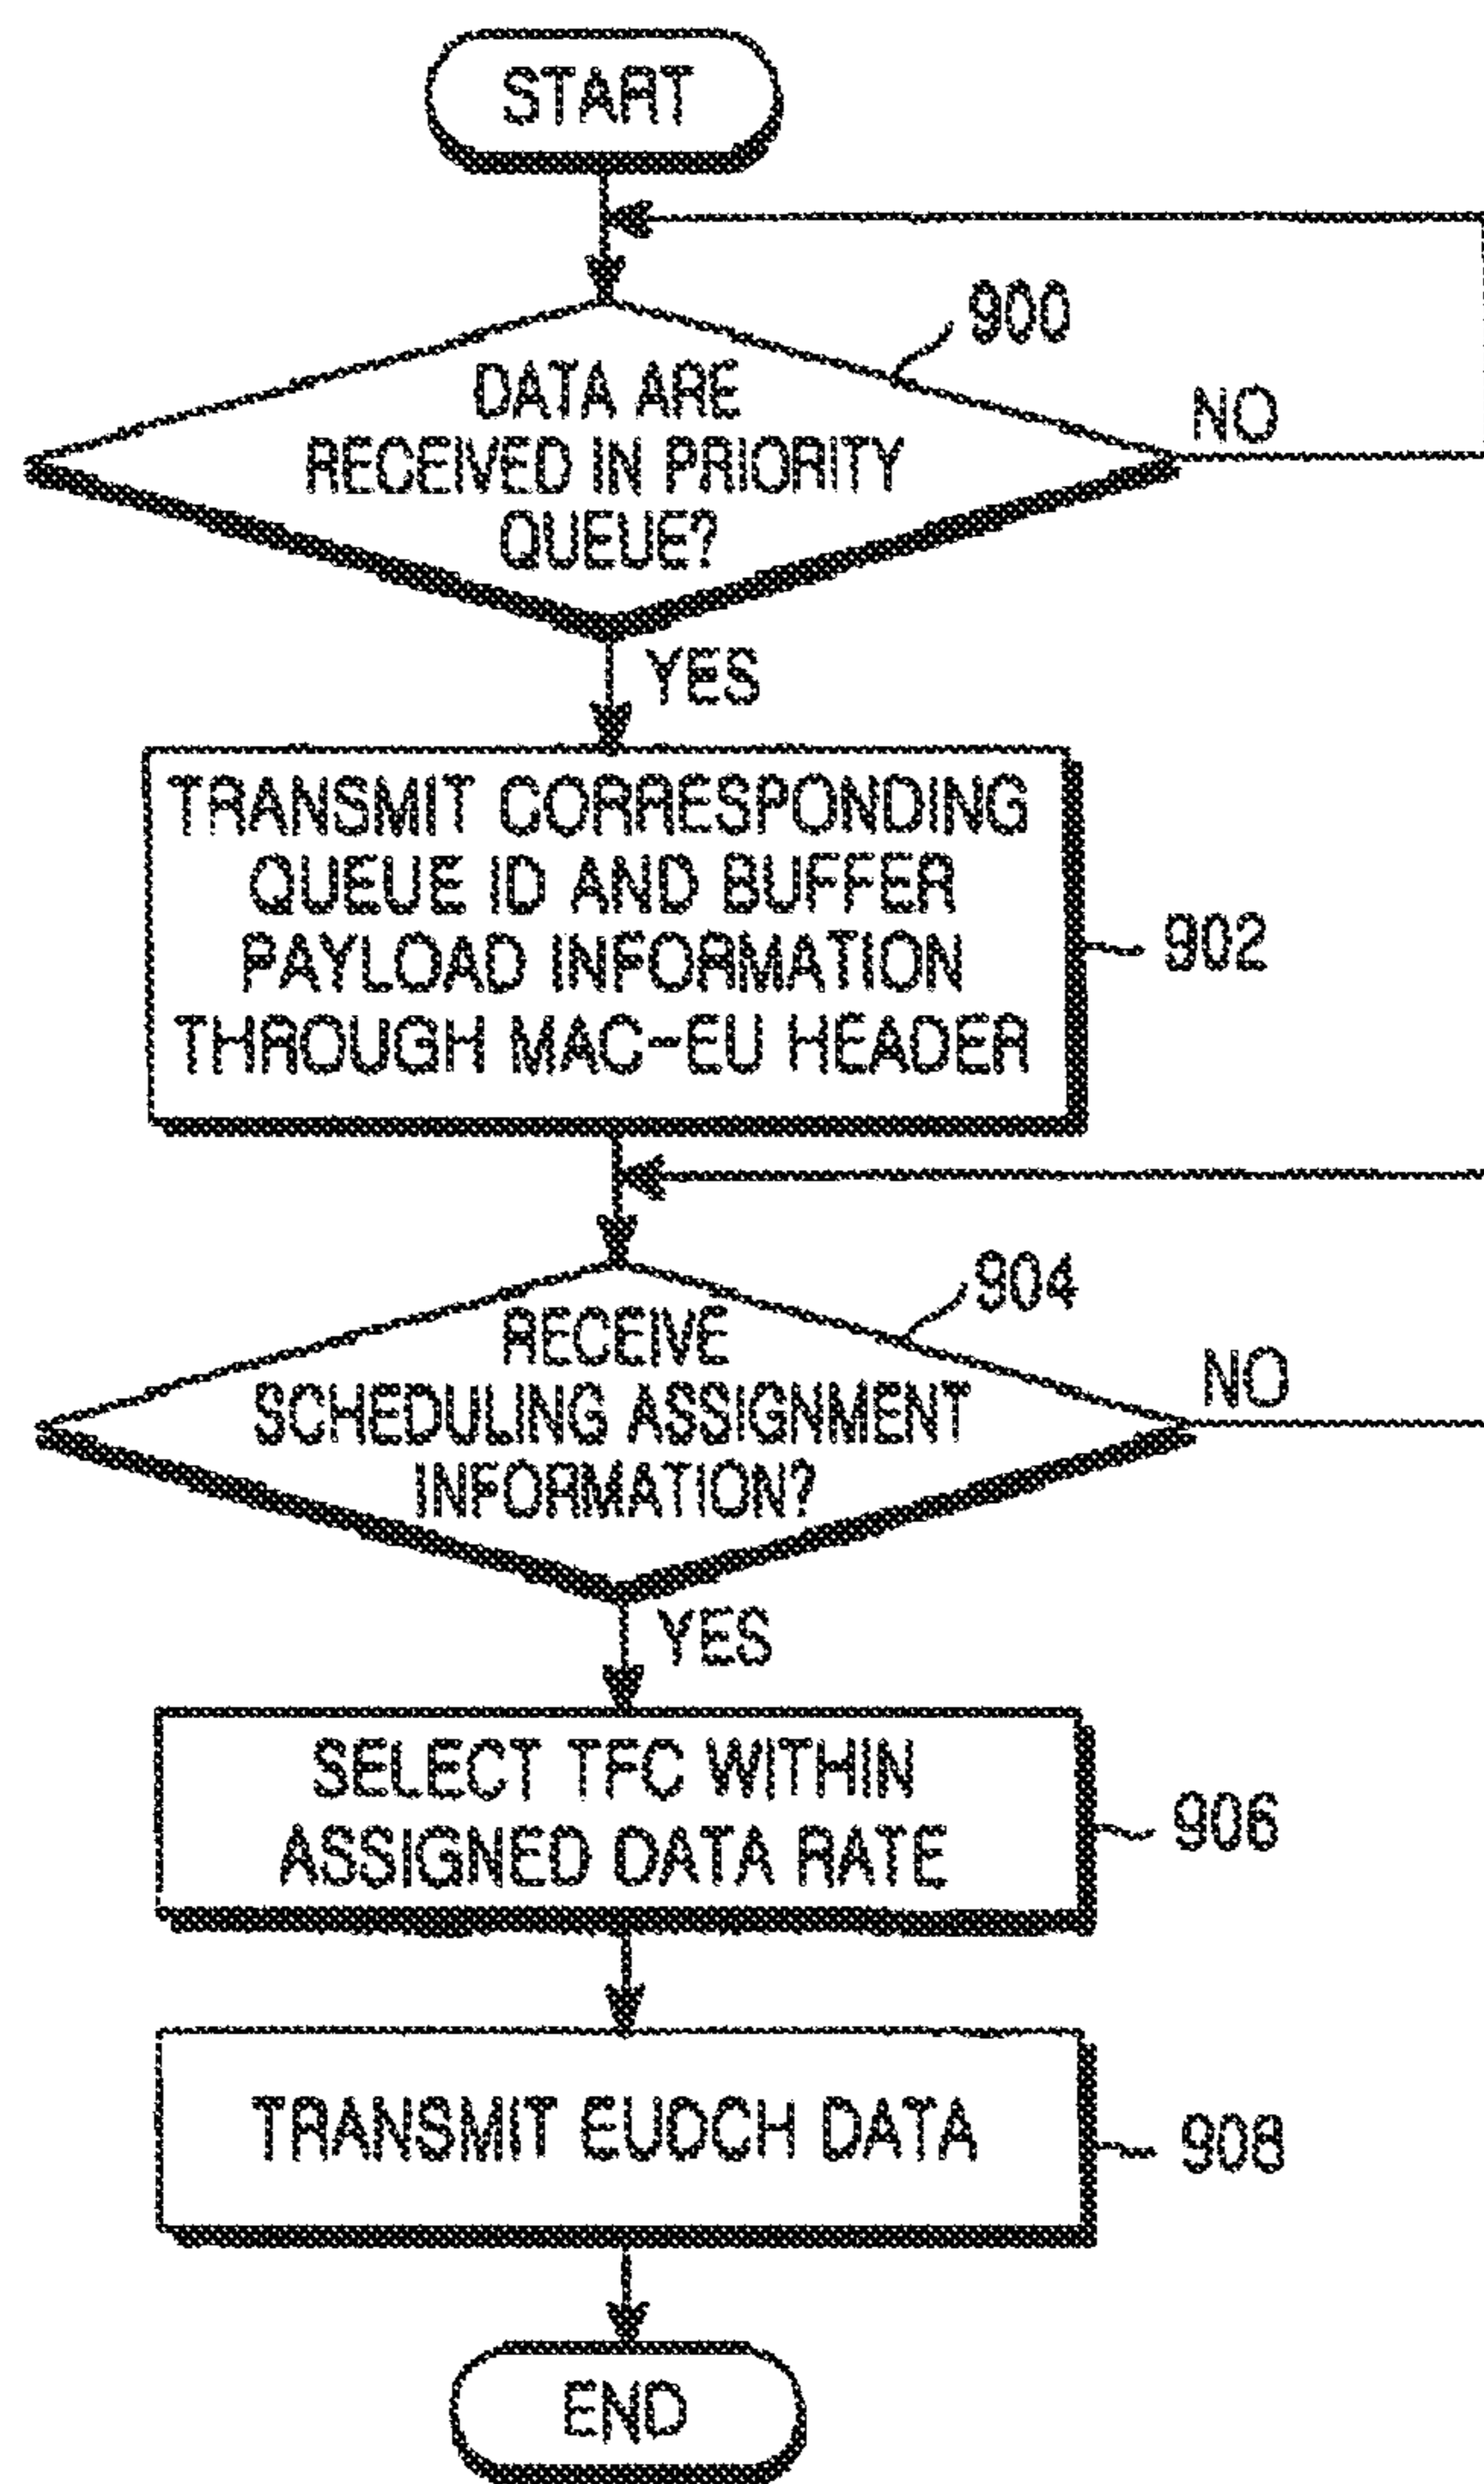 START
900
DATA ARE
RECEIVED IN PRIORITY
QUEUE?
NO
YES
TRANSMIT CORRESPONDING
QUEUE ID AND BUFFER
PAYLOAD INFORMATION
THROUGH MAC-EU HEADER
902
904
RECEIVE
SCHEDULING ASSIGNMENT
INFORMATION?
NO
YES
SELECT TFC WITHIN
ASSIGNED DATA RATE
906
TRANSMIT EUDCH DATA
908
END